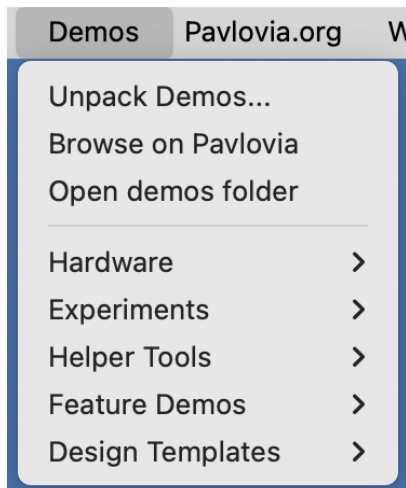 Demos Pavlovia.org W
Unpack Demos...
Browse on Pavlovia
Open demos folder
Hardware
Experiments
Helper Tools
Feature Demos
Design Templates